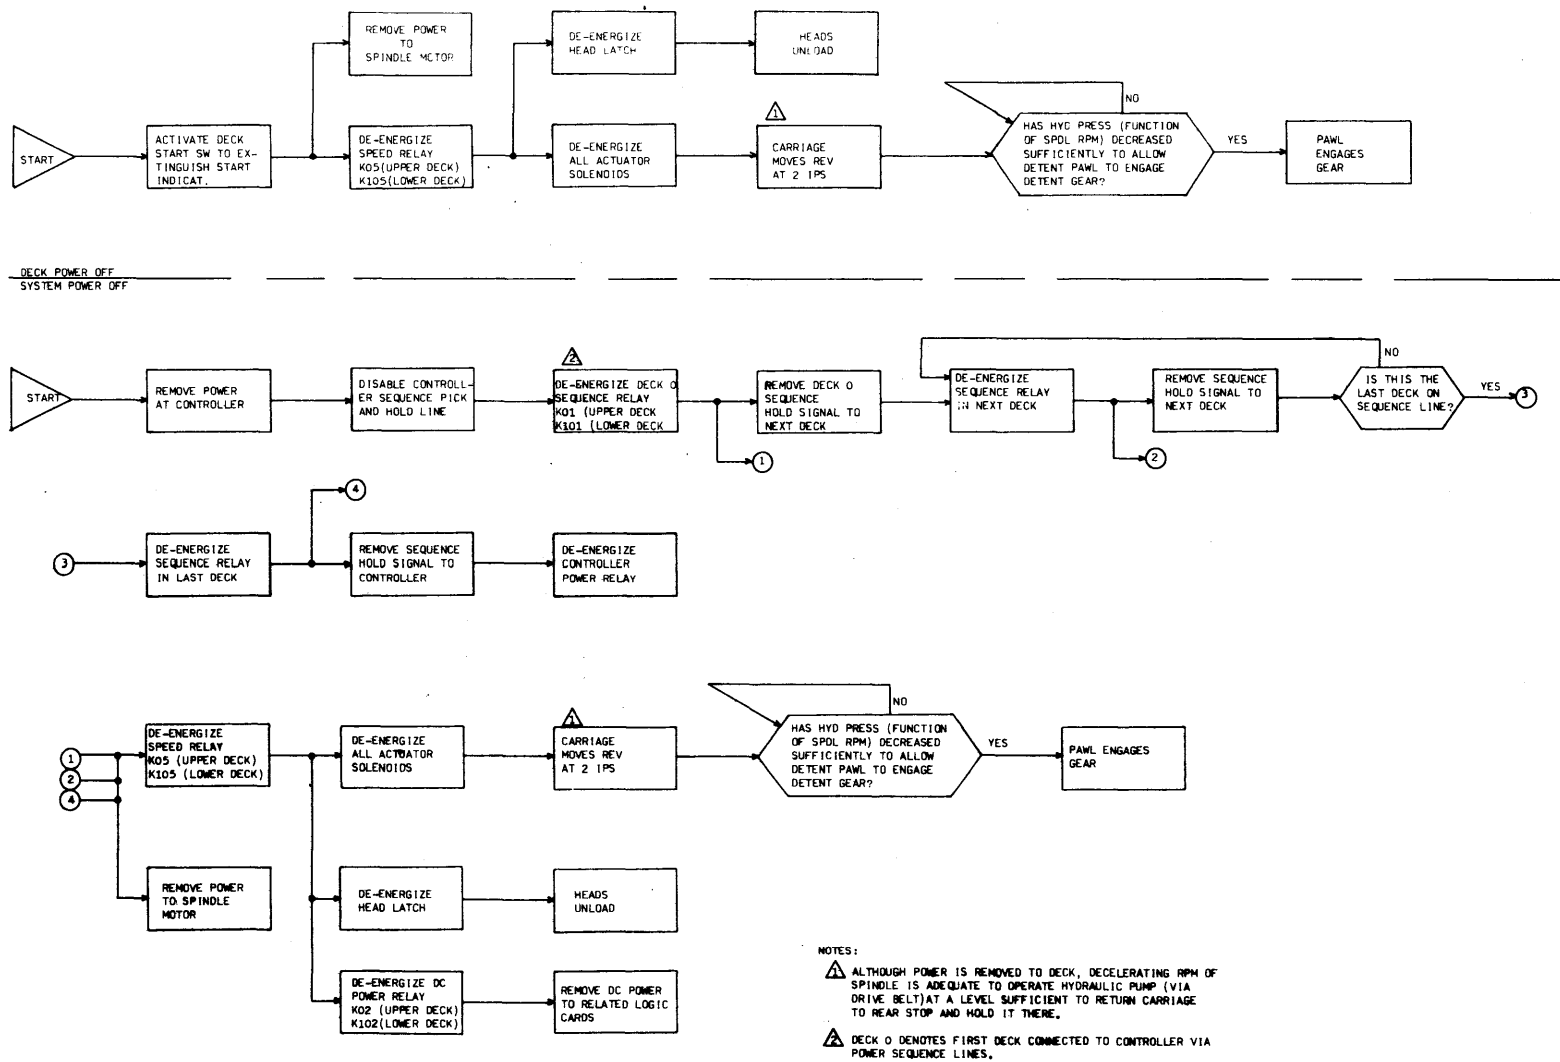 REMOVE POWER
TO
SPINDLE MOTOR
DE-ENERGIZE
HEAD LATCH
HEADS
UNLOAD
START
ACTIVATE DECK
START SW TO EX-
TINGUISH START
INDICAT.
DE-ENERGIZE
SPEED RELAY
K05(UPPER DECK)
K105(LOWER DECK)
DE-ENERGIZE
ALL ACTUATOR
SOLENOIDS
1
CARRIAGE
MOVES REV
AT 2 IPS
NO
HAS HYD PRESS (FUNCTION
OF SPDL RPM) DECREASED
SUFFICIENTLY TO ALLOW
DETENT PAWL TO ENGAGE
DETENT GEAR?
YES
PAWL
ENGAGES
GEAR
DECK POWER OFF
SYSTEM POWER OFF
START
REMOVE POWER
AT CONTROLLER
DISABLE CONTROLL-
ER SEQUENCE PICK
AND HOLD LINE
2
DE-ENERGIZE DECK 0
SEQUENCE RELAY
K01 (UPPER DECK
K101 (LOWER DECK
REMOVE DECK 0
SEQUENCE
HOLD SIGNAL TO
NEXT DECK
1
DE-ENERGIZE
SEQUENCE RELAY
IN NEXT DECK
REMOVE SEQUENCE
HOLD SIGNAL TO
NEXT DECK
2
NO
IS THIS THE
LAST DECK ON
SEQUENCE LINE?
YES
3
3
DE-ENERGIZE
SEQUENCE RELAY
IN LAST DECK
4
REMOVE SEQUENCE
HOLD SIGNAL TO
CONTROLLER
DE-ENERGIZE
CONTROLLER
POWER RELAY
1
2
4
DE-ENERGIZE
SPEED RELAY
K05 (UPPER DECK)
K105 (LOWER DECK)
DE-ENERGIZE
ALL ACTUATOR
SOLENOIDS
1
CARRIAGE
MOVES REV
AT 2 IPS
NO
HAS HYD PRESS (FUNCTION
OF SPDL RPM) DECREASED
SUFFICIENTLY TO ALLOW
DETENT PAWL TO ENGAGE
DETENT GEAR?
YES
PAWL ENGAGES
GEAR
REMOVE POWER
TO SPINDLE
MOTOR
DE-ENERGIZE
HEAD LATCH
HEADS
UNLOAD
DE-ENERGIZE DC
POWER RELAY
K02 (UPPER DECK)
K102(LOWER DECK)
REMOVE DC POWER
TO RELATED LOGIC
CARDS
NOTES:
1 ALTHOUGH POWER IS REMOVED TO DECK, DECELERATING RPM OF
SPINDLE IS ADEQUATE TO OPERATE HYDRAULIC PUMP (VIA
DRIVE BELT)AT A LEVEL SUFFICIENT TO RETURN CARRIAGE
TO REAR STOP AND HOLD IT THERE.
2 DECK 0 DENOTES FIRST DECK CONNECTED TO CONTROLLER VIA
POWER SEQUENCE LINES.